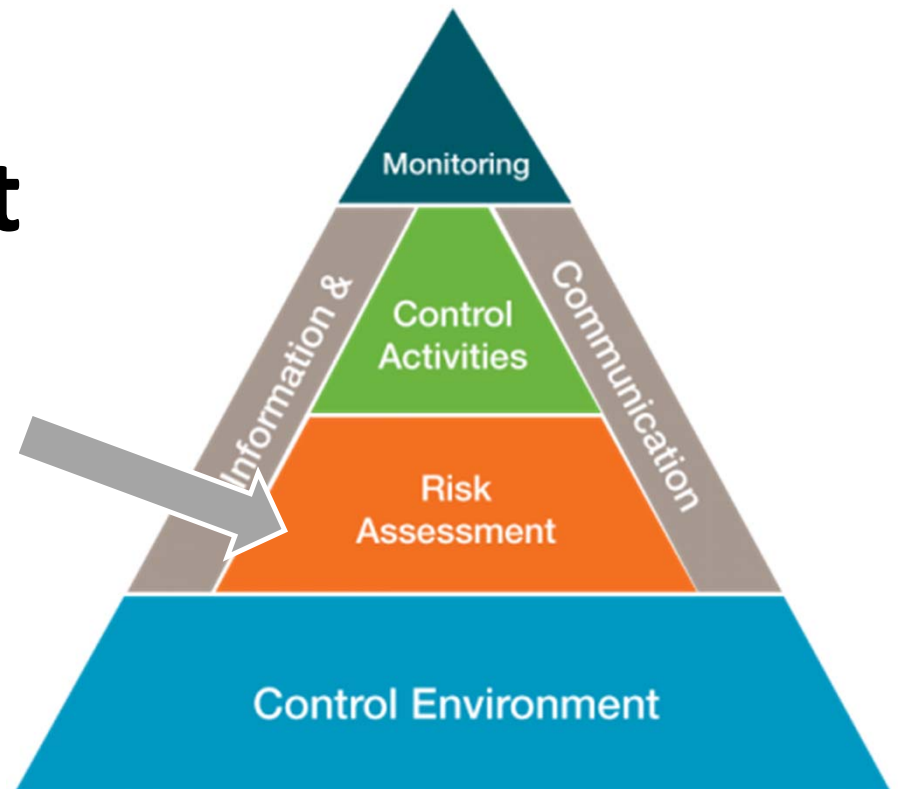 t
Monitoring
Information &
Communication
Control
Activities
Risk
Assessment
Control Environment